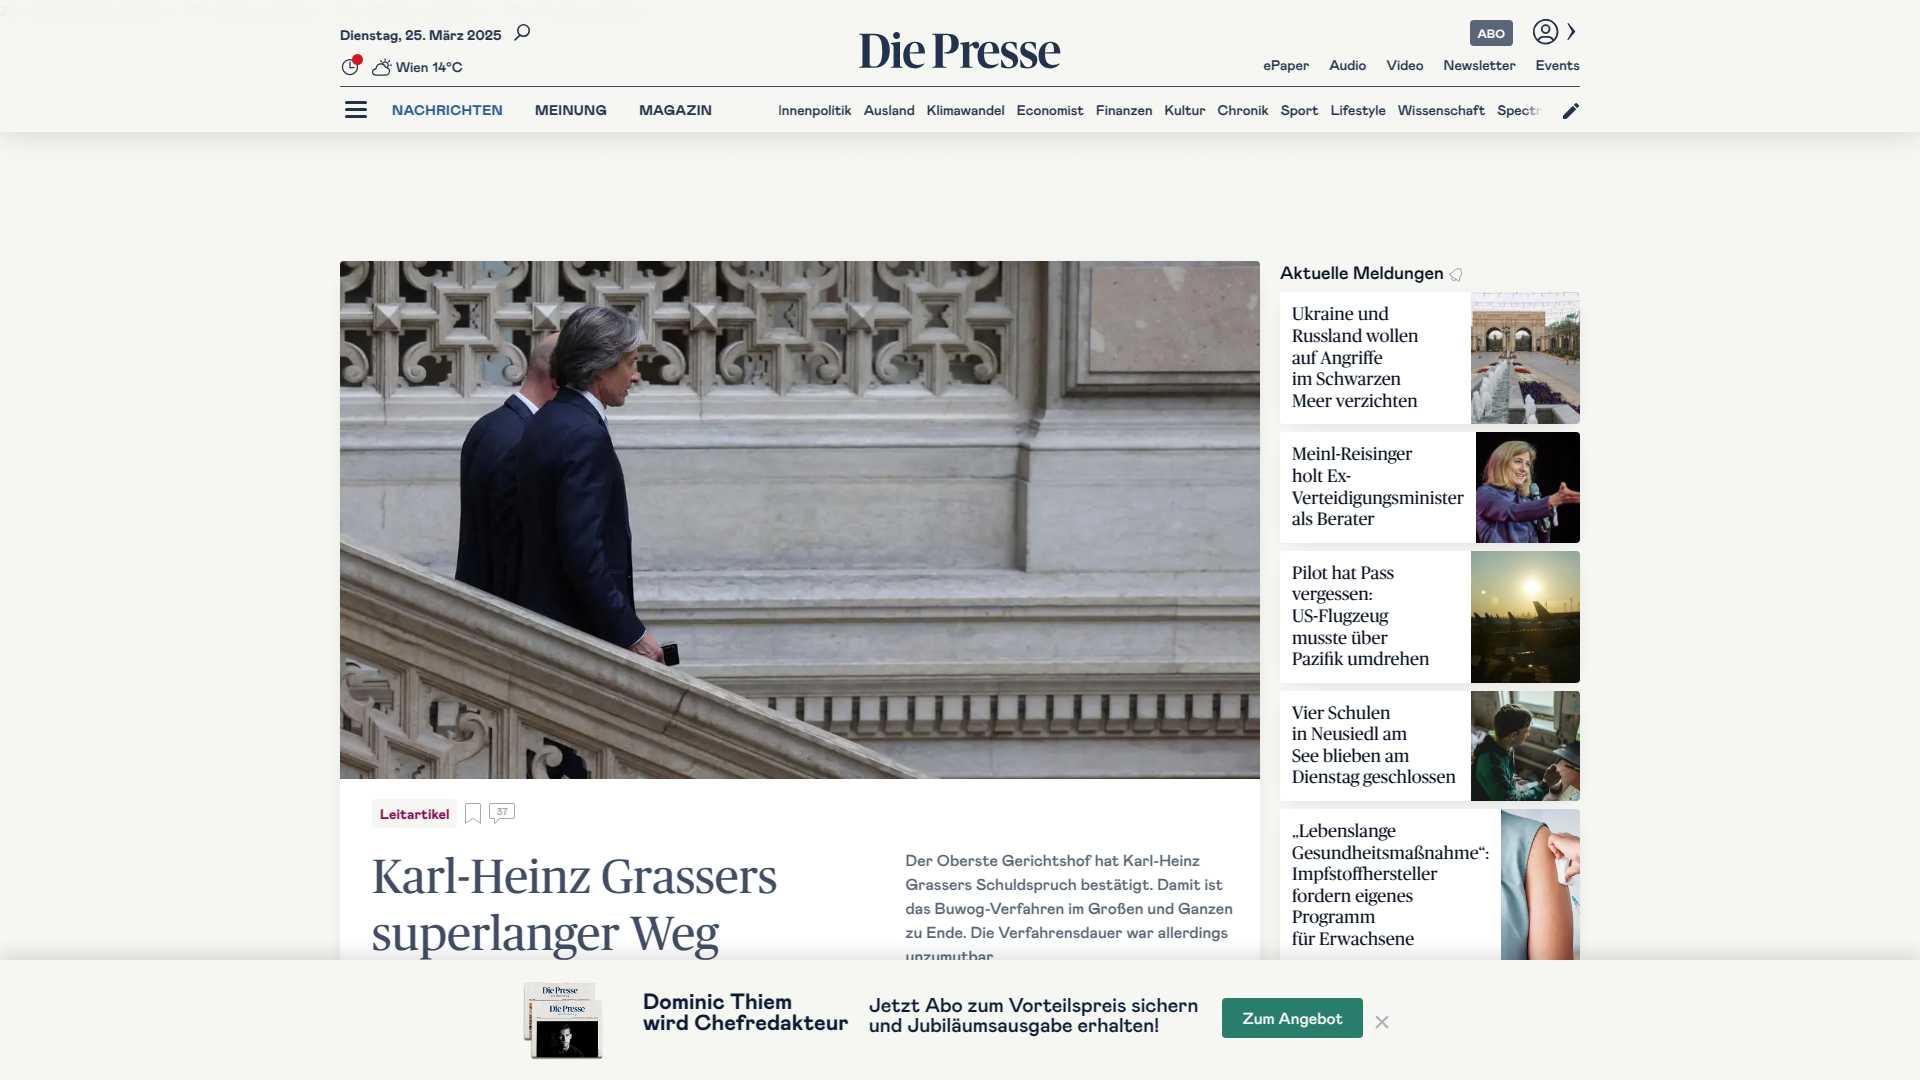 Dienstag, 25. März 2025
Wien 14°C
Die Presse
ABO
ePaper Audio Video Newsletter Events
NACHRICHTEN MEINUNG MAGAZIN
Innenpolitik Ausland Klimawandel Economist Finanzen Kultur Chronik Sport Lifestyle Wissenschaft
Leitartikel
37
Karl-Heinz Grassers
superlanger Weg
Der Oberste Gerichtshof hat Karl-Heinz
Grassers Schuldspruch bestätigt. Damit ist
das Buwog-Verfahren im Großen und Ganzen
zu Ende. Die Verfahrensdauer war allerdings
unzumutbar.
Aktuelle Meldungen
Ukraine und
Russland wollen
auf Angriffe
im Schwarzen
Meer verzichten
Meinl-Reisinger
holt Ex-
Verteidigungsminister
als Berater
Pilot hat Pass
vergessen:
US-Flugzeug
musste über
Pazifik umdrehen
Vier Schulen
in Neusiedl am
See blieben am
Dienstag geschlossen
„Lebenslange
Gesundheitsmaßnahme“:
Impfstoffhersteller
fordern eigenes
Programm
für Erwachsene
Die Presse
Die Presse
Dominic Thiem
wird Chefredakteur
Jetzt Abo zum Vorteilspreis sichern
und Jubiläumsausgabe erhalten!
Zum Angebot